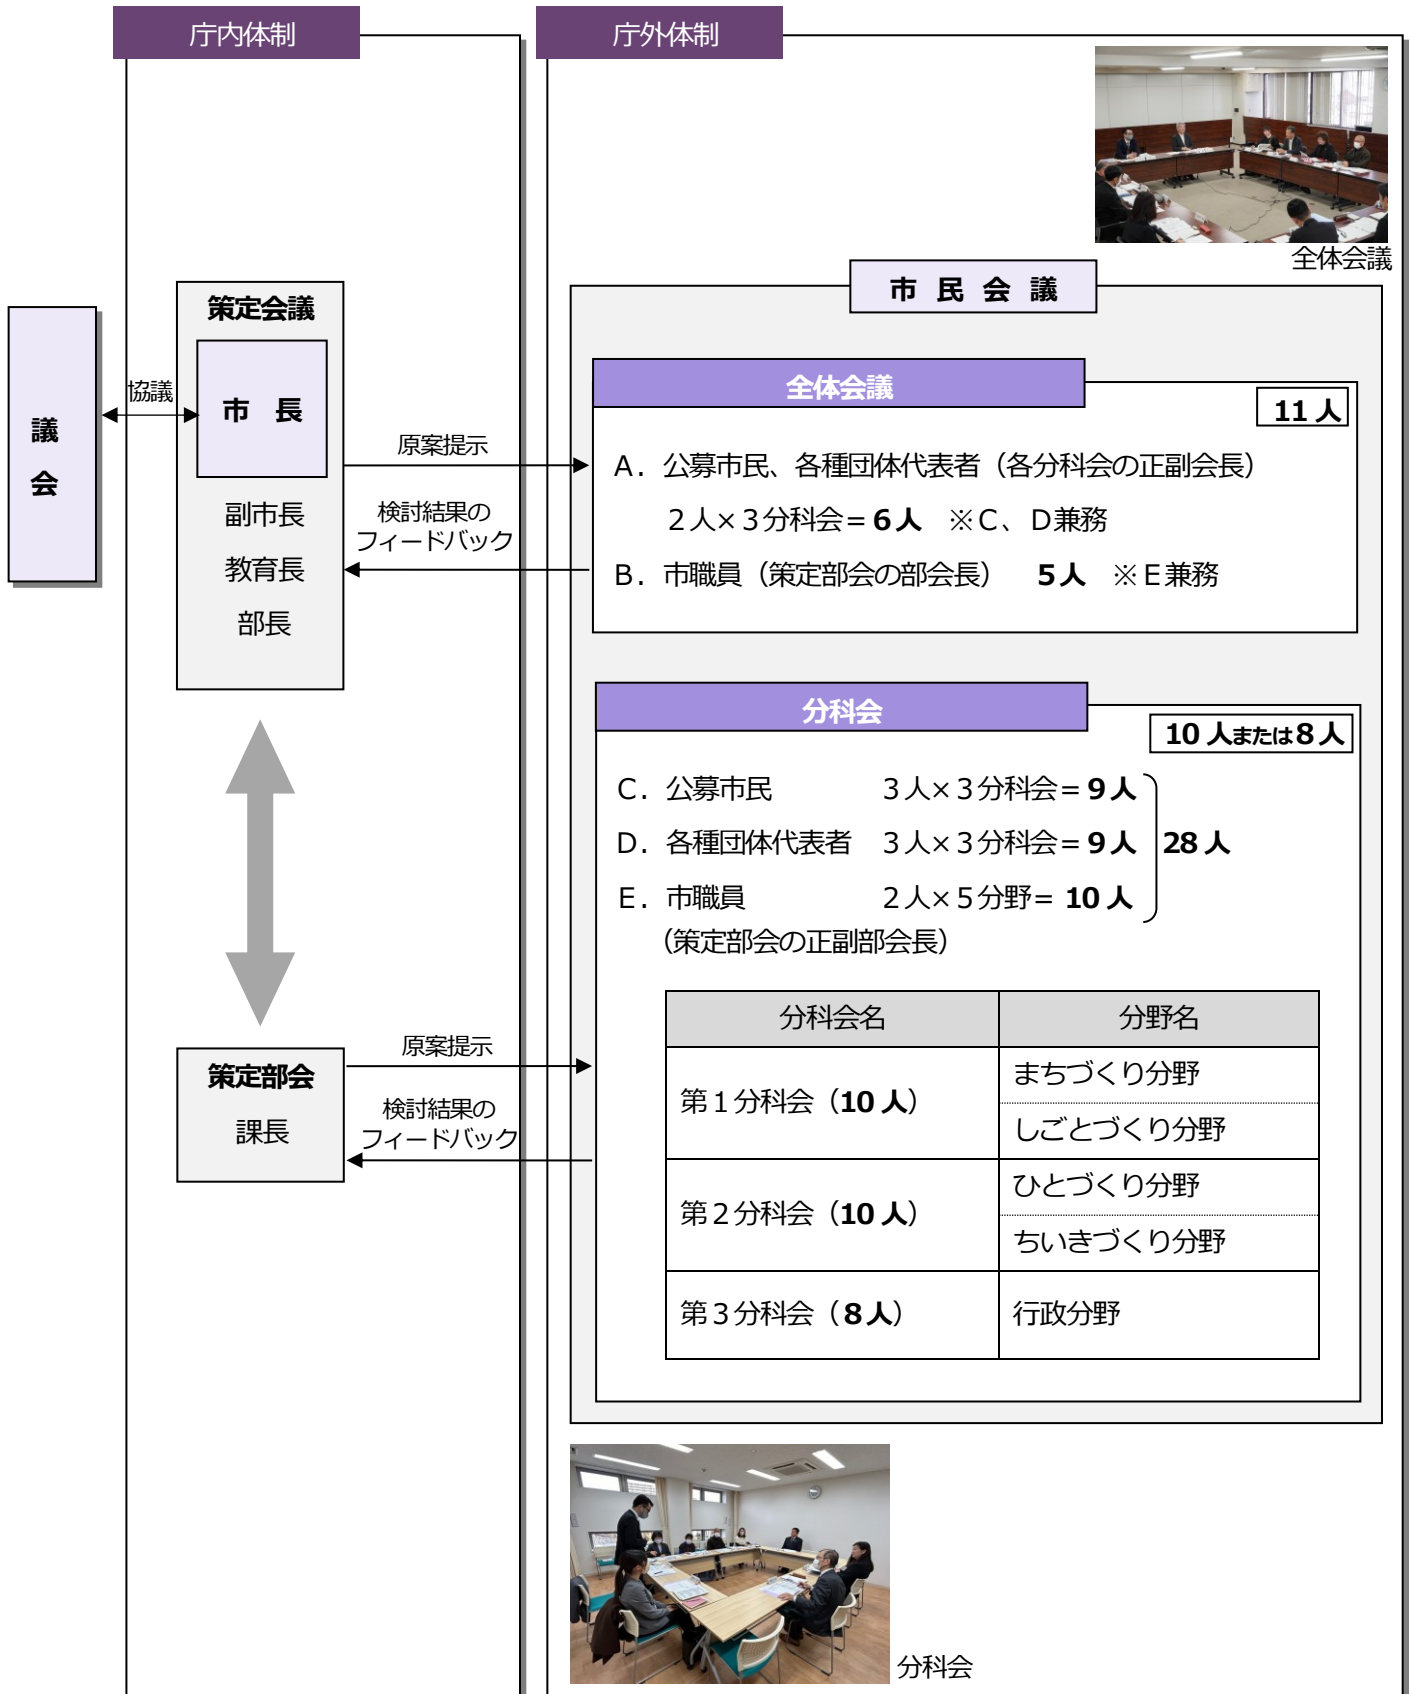 庁内体制
庁外体制
全体会議
市民会議
議会
協議
策定会議
市長
副市長
教育長
部長
原案提示
検討結果の
フィードバック
全体会議
11人
A．公募市民、各種団体代表者（各分科会の正副会長）
２人×３分科会＝６人　※Ｃ、Ｄ兼務
B．市職員（策定部会の部会長）　５人　※Ｅ兼務
分科会
10人または８人
C．公募市民　３人×３分科会＝９人
D．各種団体代表者　３人×３分科会＝９人
28人
E．市職員　２人×５分野＝10人
（策定部会の正副部会長）
策定部会
課長
原案提示
検討結果の
フィードバック
分科会名　分野名
第１分科会（10人）
まちづくり分野
しごとづくり分野
第２分科会（10人）
ひとづくり分野
ちいきづくり分野
第３分科会（８人）　行政分野
分科会